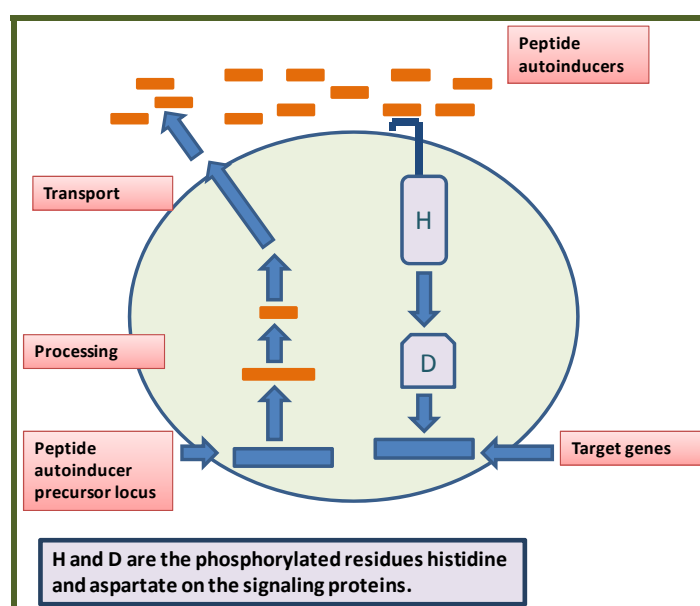 Peptide
autoinducers
Transport
H
Processing
D
Peptide
autoinducer
precursor locus
Target genes
H and D are the phosphorylated residues histidine
and aspartate on the signaling proteins.